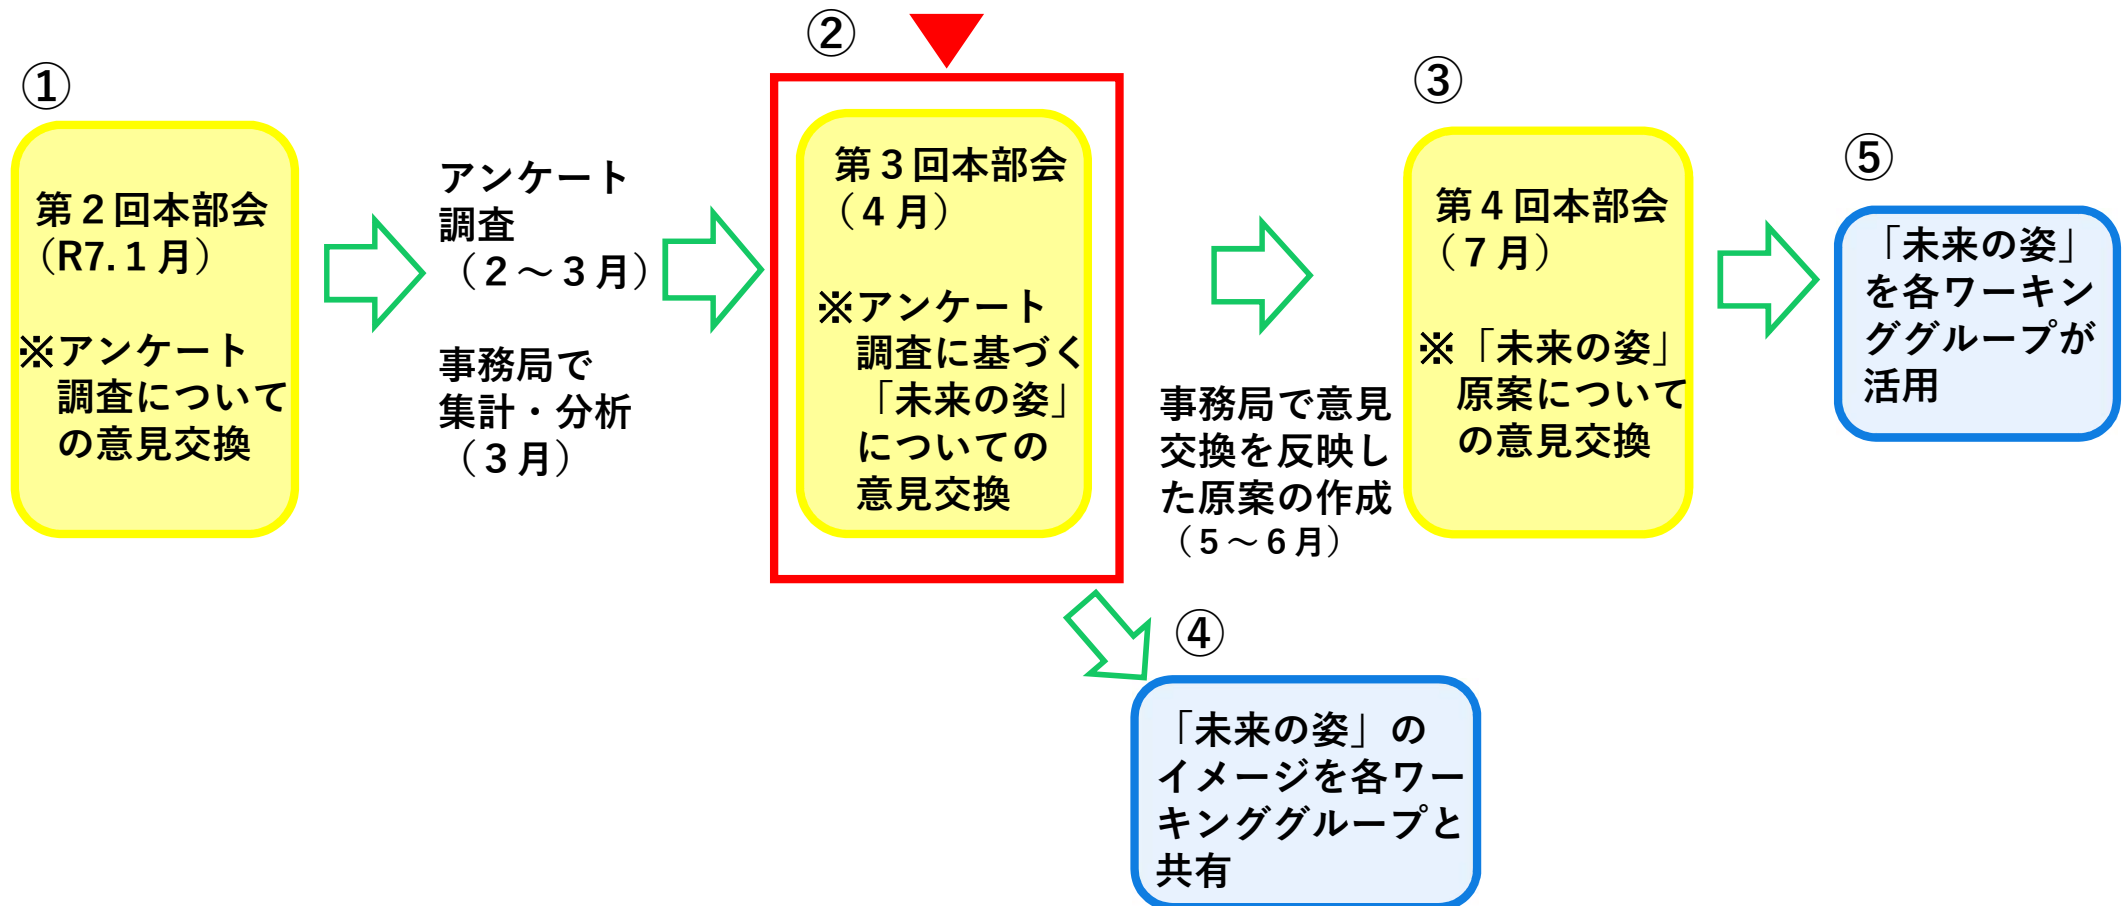 ①
第２回本部会
（R7.１月）
※アンケート
調査について
の意見交換
アンケート
調査
（２～３月）
事務局で
集計・分析
（３月）
②
第３回本部会
（４月）
※アンケート
調査に基づく
「未来の姿」
についての
意見交換
事務局で意見
交換を反映し
た原案の作成
（５～６月）
③
第４回本部会
（７月）
※「未来の姿」
原案について
の意見交換
④
「未来の姿」の
イメージを各ワー
キンググループと
共有
⑤
「未来の姿」
を各ワーキン
ググループが
活用